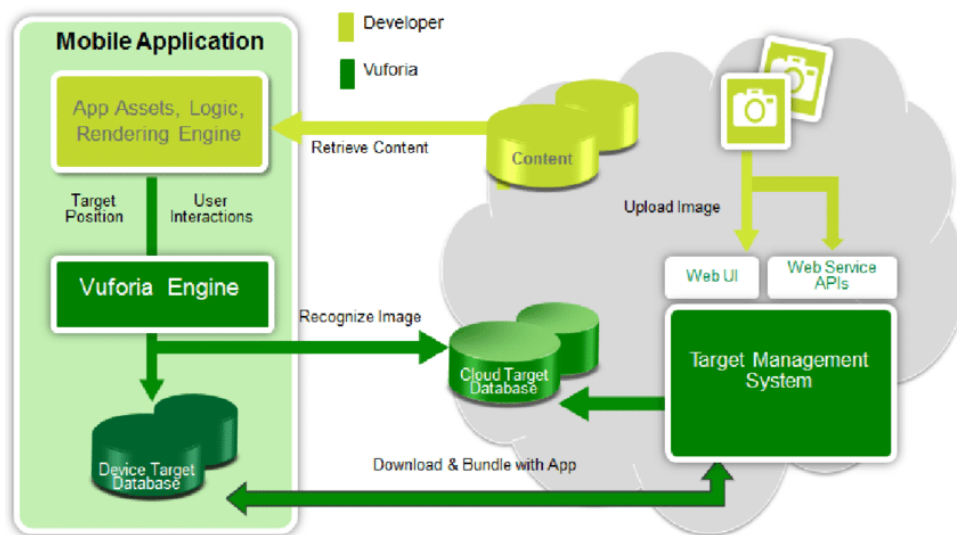 Mobile Application
Developer
Vuforia
App Assets, Logic,
Rendering Engine
Retrieve Content
Content
Target
Position
User
Interactions
Upload Image
Vuforia Engine
Web UI
Web Service
APIs
Recognize Image
Cloud Target
Database
Target Management
System
Device Target
Database
Download & Bundle with App